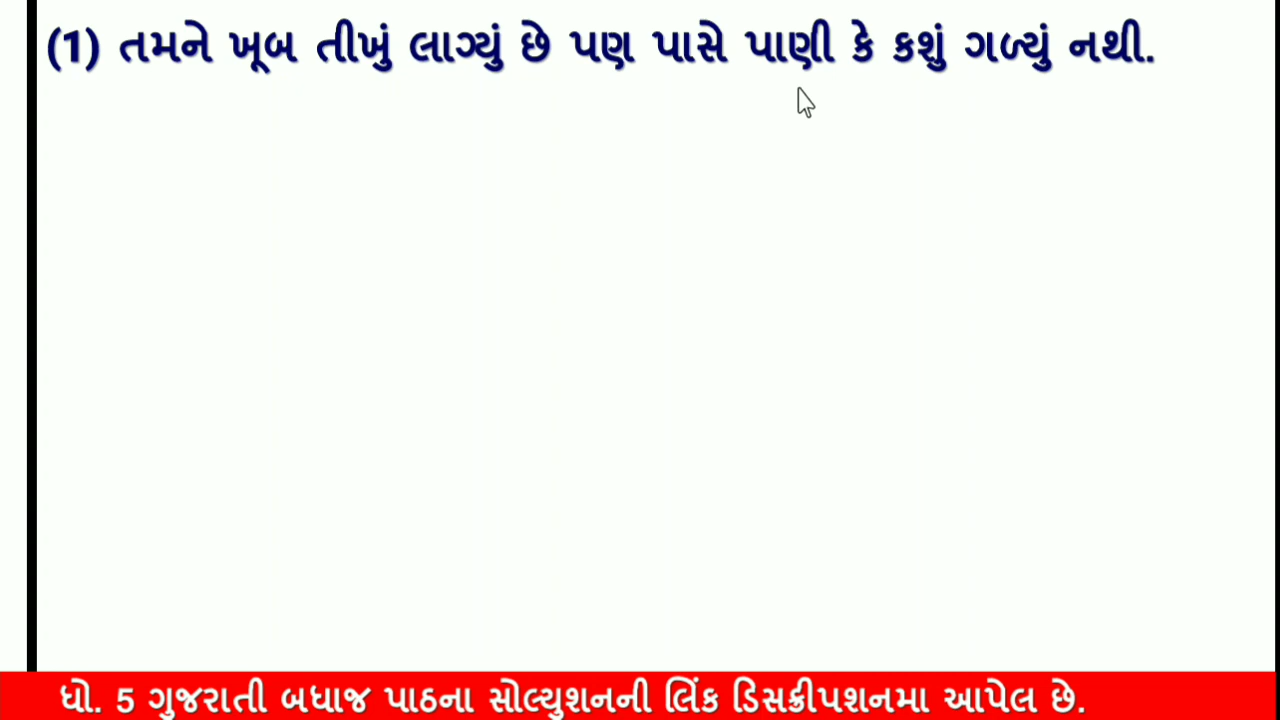 (1) તમને ખૂબ તીખું લાગ્યું છે પણ પાસે પાણી કે કશું ગળ્યું નથી.
ધો. 5 ગુજરાતી બધાજ પાઠના સોલ્યુશનની લિંક ડિસક્રીપશનમા આપેલ છે.